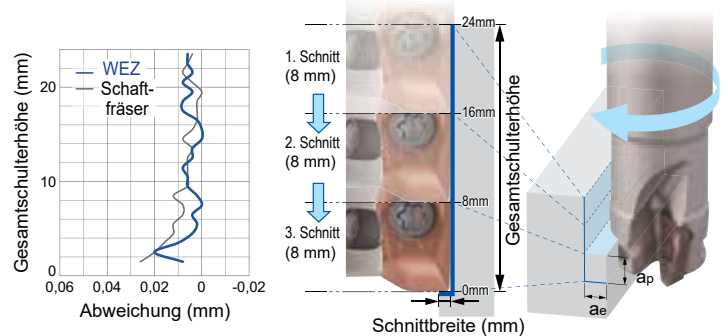 Gesamtschulterhöhe (mm)
WEZ
Schaft-
fräser
20
10
0
0,06
0,04
0,02
0
-0,02
Abweichung (mm)
1. Schnitt
(8 mm)
2. Schnitt
(8 mm)
3. Schnitt
(8 mm)
24mm
16mm
8mm
0mm
Gesamtschulterhöhe
Schnittbreite (mm)
ap
ae